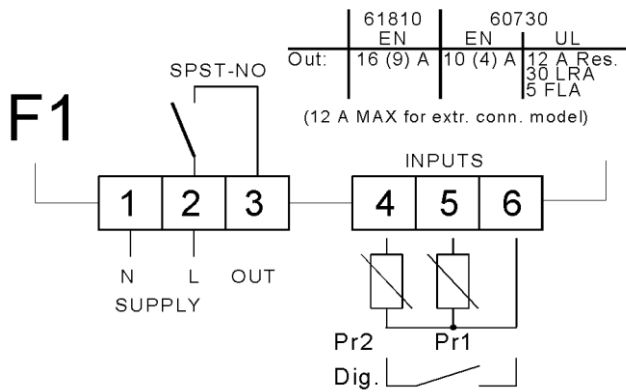 61810 60730
EN EN UL
Out: 16 (9) A 10 (4) A 12 A Res.
30 LRA
5 FLA
SPST-NO
F1
(12 A MAX for extr. conn. model)
INPUTS
1 2 3 4 5 6
N L OUT
SUPPLY
Pr2 Pr1
Dig.